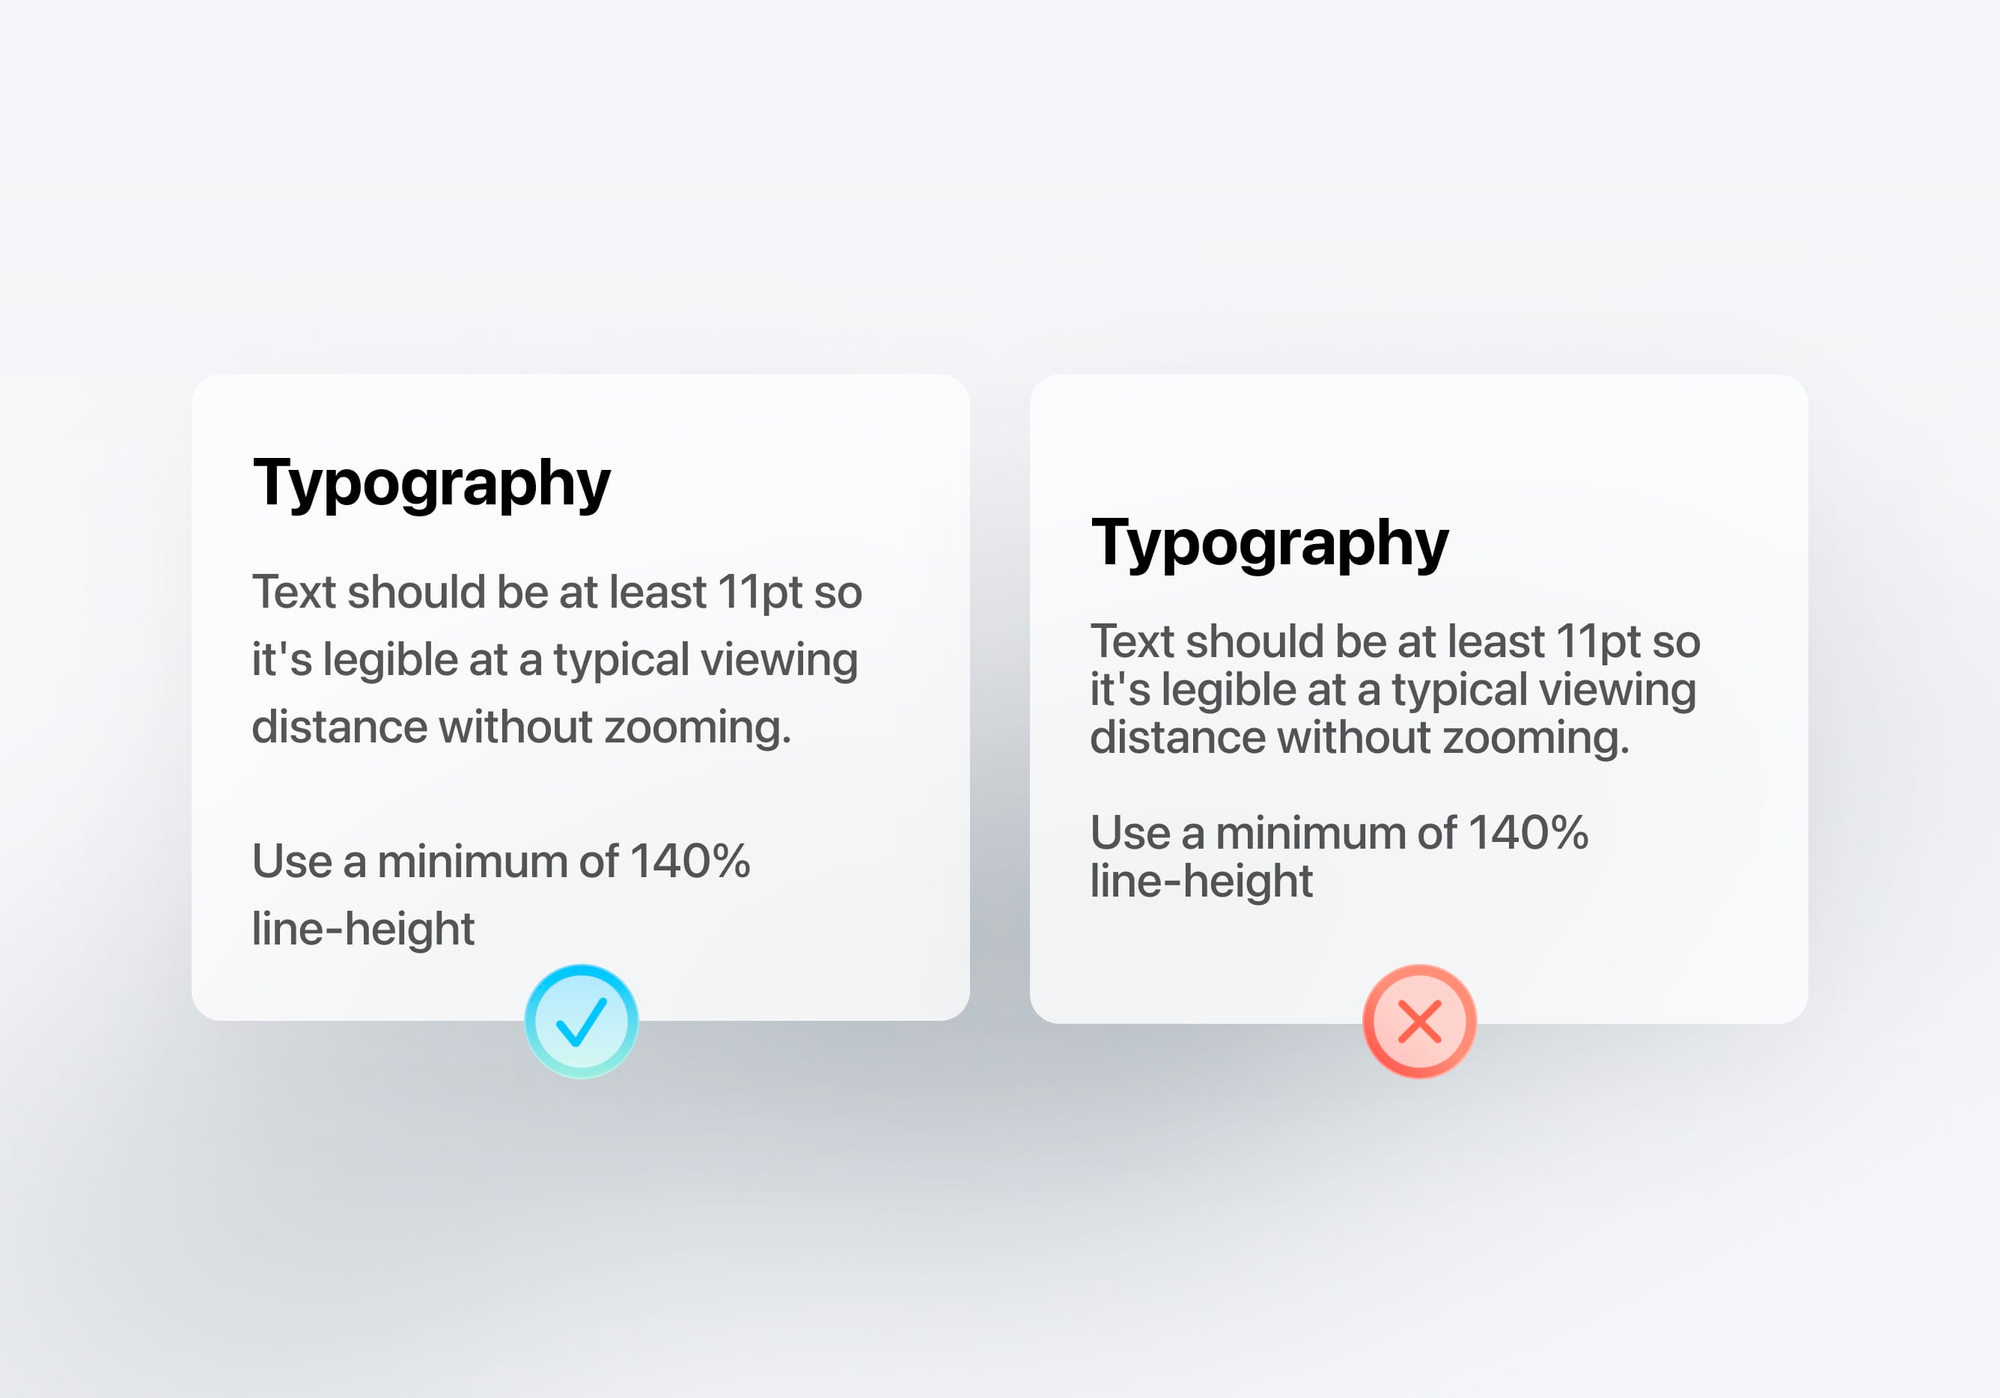 Typography
Text should be at least 11pt so
it's legible at a typical viewing
distance without zooming.
Use a minimum of 140%
line-height
Typography
Text should be at least 11pt so
it's legible at a typical viewing
distance without zooming.
Use a minimum of 140%
line-height